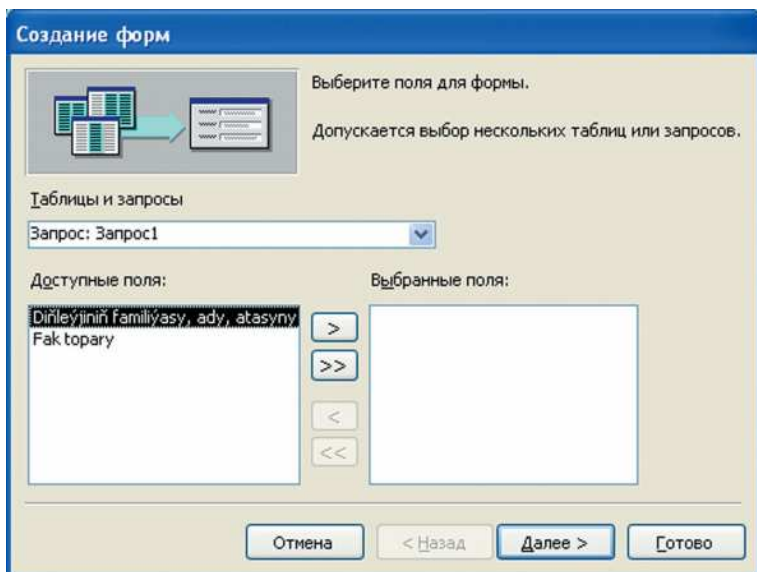 Создание форм
Выберите поля для формы.
Допускается выбор нескольких таблиц или запросов.
Таблицы и запросы
Запрос: Запрос1
Доступные поля:
Выбранные поля:
Diňleýjiniň familiýasy, ady, atasyny
Fak topary
>
>>
<
<<
Отмена
< Назад
Далее >
Готово